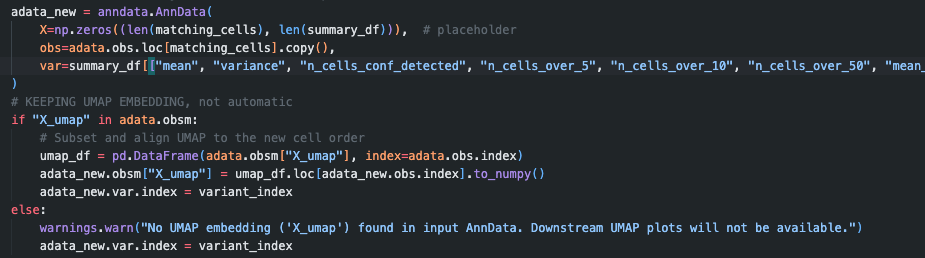 adata_new = anndata.AnnData(
    X=np.zeros((len(matching_cells), len(summary_df))),  # placeholder
    obs=adata.obs.loc[matching_cells].copy(),
    var=summary_df[["mean", "variance", "n_cells_conf_detected", "n_cells_over_5", "n_cells_over_10", "n_cells_over_50", "mean_
)
# KEEPING UMAP EMBEDDING, not automatic
if "X_umap" in adata.obsm:
    # Subset and align UMAP to the new cell order
    umap_df = pd.DataFrame(adata.obsm["X_umap"], index=adata.obs.index)
    adata_new.obsm["X_umap"] = umap_df.loc[adata_new.obs.index].to_numpy()
    adata_new.var.index = variant_index
else:
    warnings.warn("No UMAP embedding ('X_umap') found in input AnnData. Downstream UMAP plots will not be available.")
    adata_new.var.index = variant_index